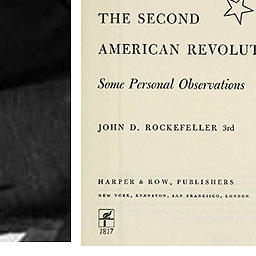 THE SECOND
AMERICAN REVOLUT
Some Personal Observations
JOHN D. ROCKEFELLER 3rd
HARPER & ROW, PUBLISHERS
NEW YORK, EVANSTON, SAN FRANCISCO, LONDON
1817